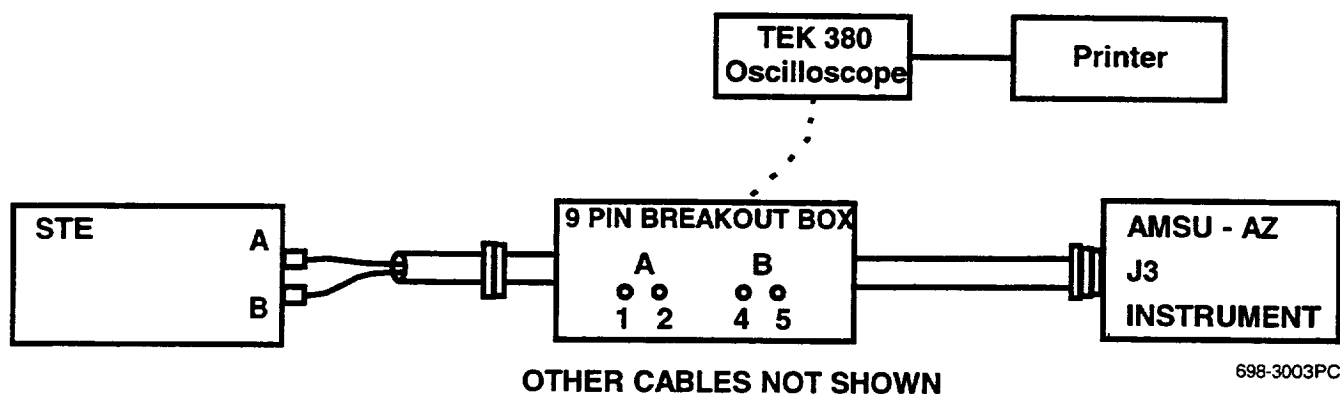 TEK 380
Oscilloscope
Printer
STE
A
B
9 PIN BREAKOUT BOX
A B
1 2 4 5
AMSU - AZ
J3
INSTRUMENT
OTHER CABLES NOT SHOWN
698-3003PC